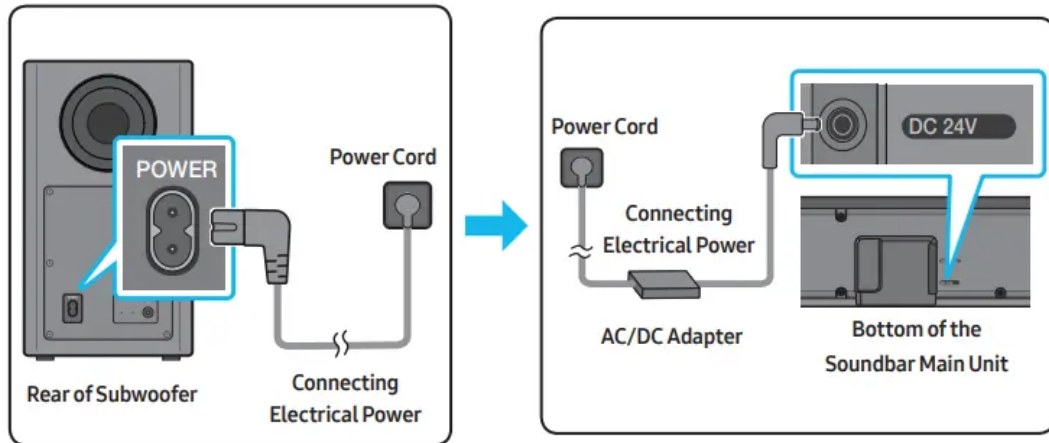 POWER
Power Cord
Rear of Subwoofer
Connecting
Electrical Power
Power Cord
DC 24V
Connecting
Electrical Power
AC/DC Adapter
Bottom of the
Soundbar Main Unit